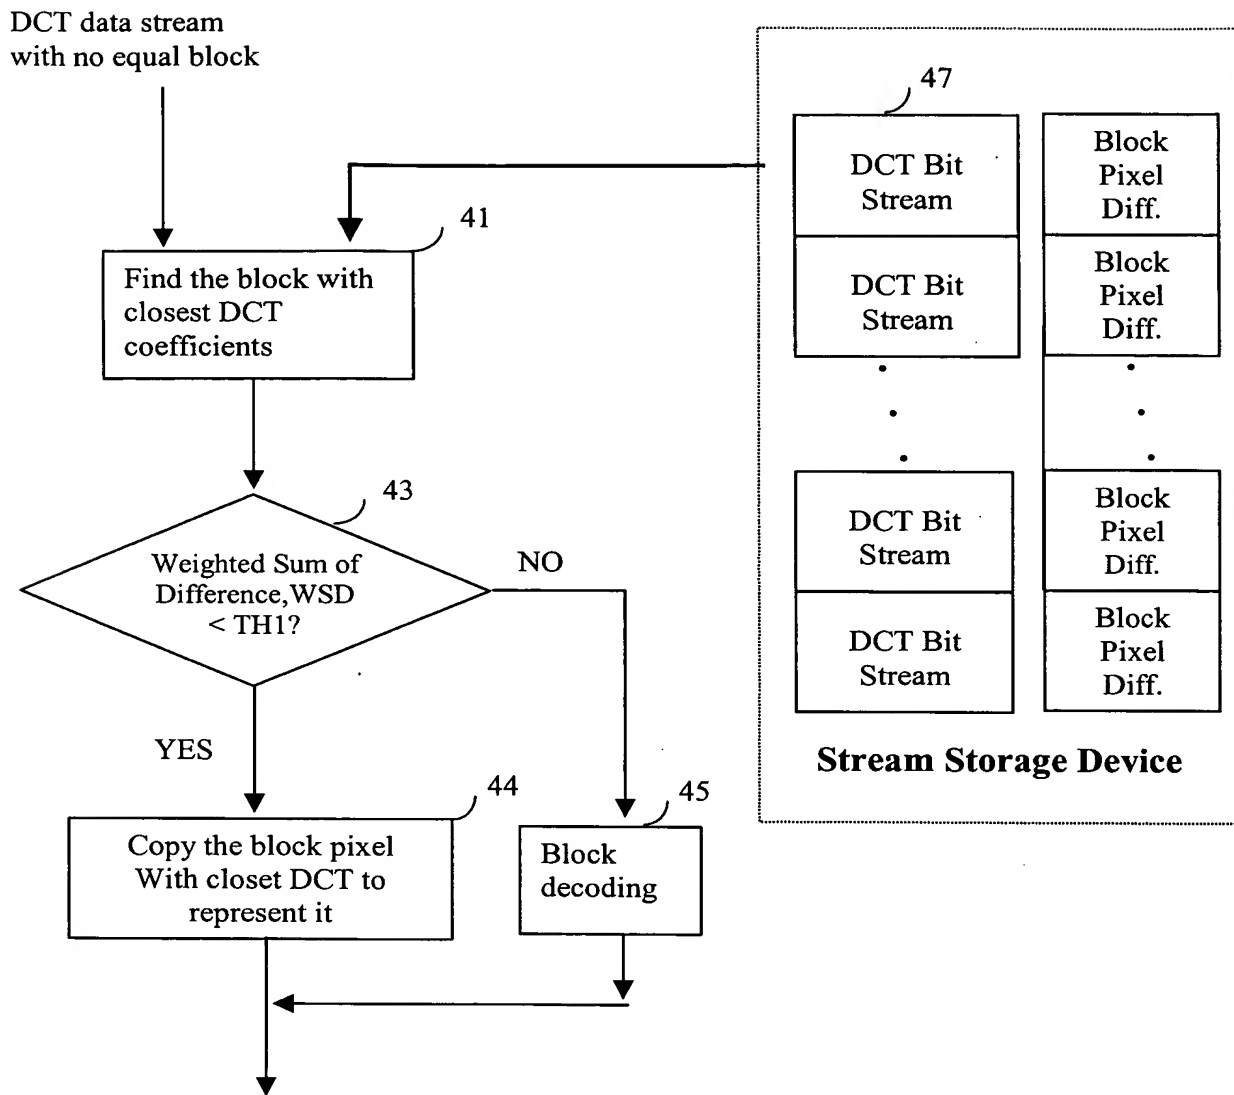 DCT data stream
with no equal block
47
DCT Bit
Stream
Block
Pixel
Diff.
DCT Bit
Stream
Block
Pixel
Diff.
DCT Bit
Stream
Block
Pixel
Diff.
DCT Bit
Stream
Block
Pixel
Diff.
Stream Storage Device
41
Find the block with
closest DCT
coefficients
43
Weighted Sum of
Difference,WSD
< TH1?
NO
YES
44
Copy the block pixel
With closet DCT to
represent it
45
Block
decoding